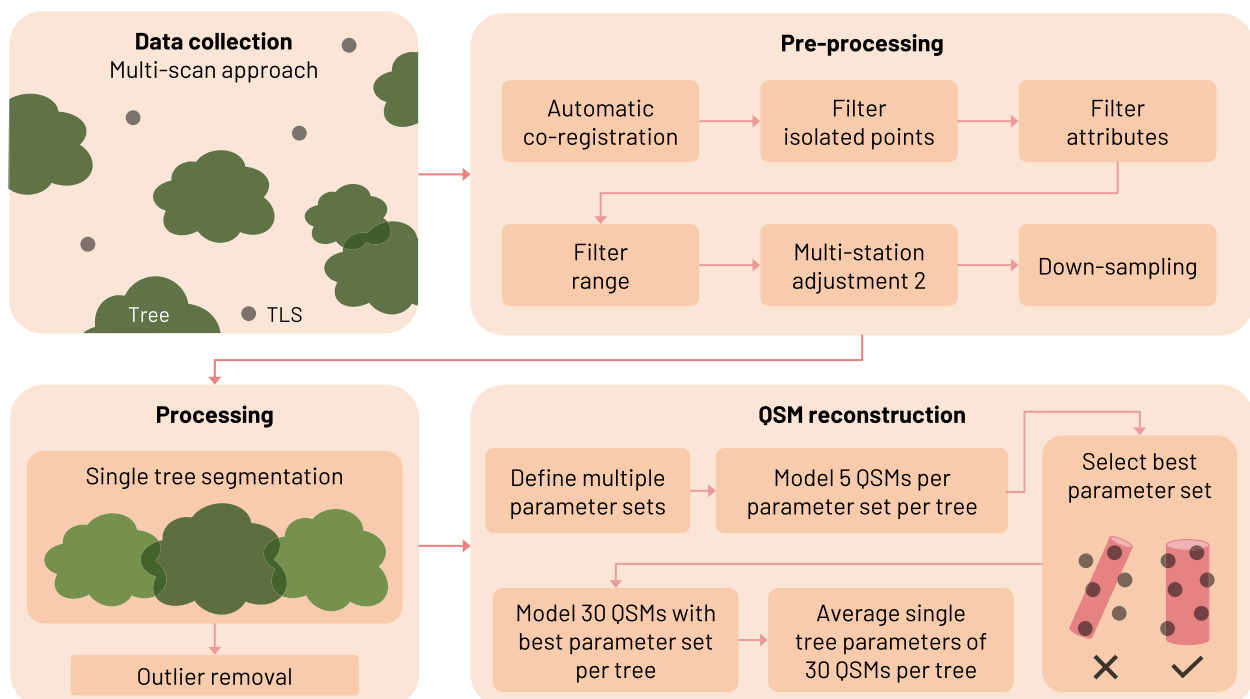 Data collection
Multi-scan approach
Tree
TLS
Pre-processing
Automatic
co-registration
Filter
isolated points
Filter
attributes
Filter
range
Multi-station
adjustment 2
Down-sampling
Processing
Single tree segmentation
Outlier removal
QSM reconstruction
Define multiple
parameter sets
Model 5 QSMs per
parameter set per tree
Select best
parameter set
Model 30 QSMs with
best parameter set
per tree
Average single
tree parameters of
30 QSMs per tree